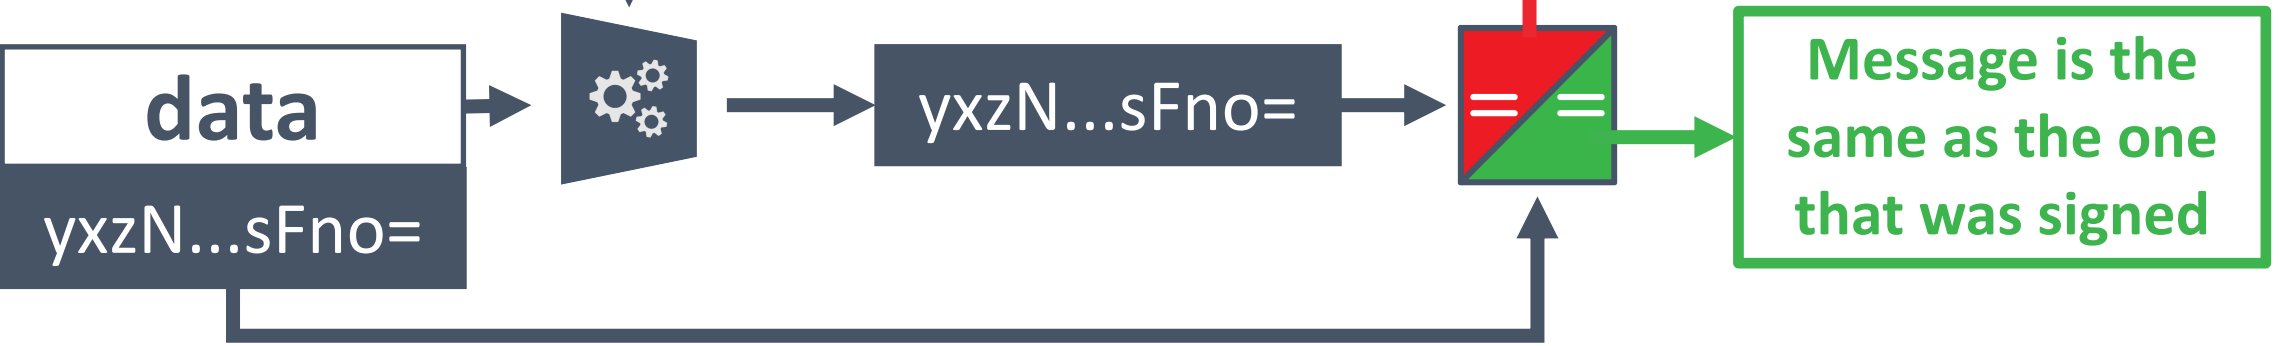 data
yxzN...sFno=
yxzN...sFno=
= =
Message is the
same as the one
that was signed